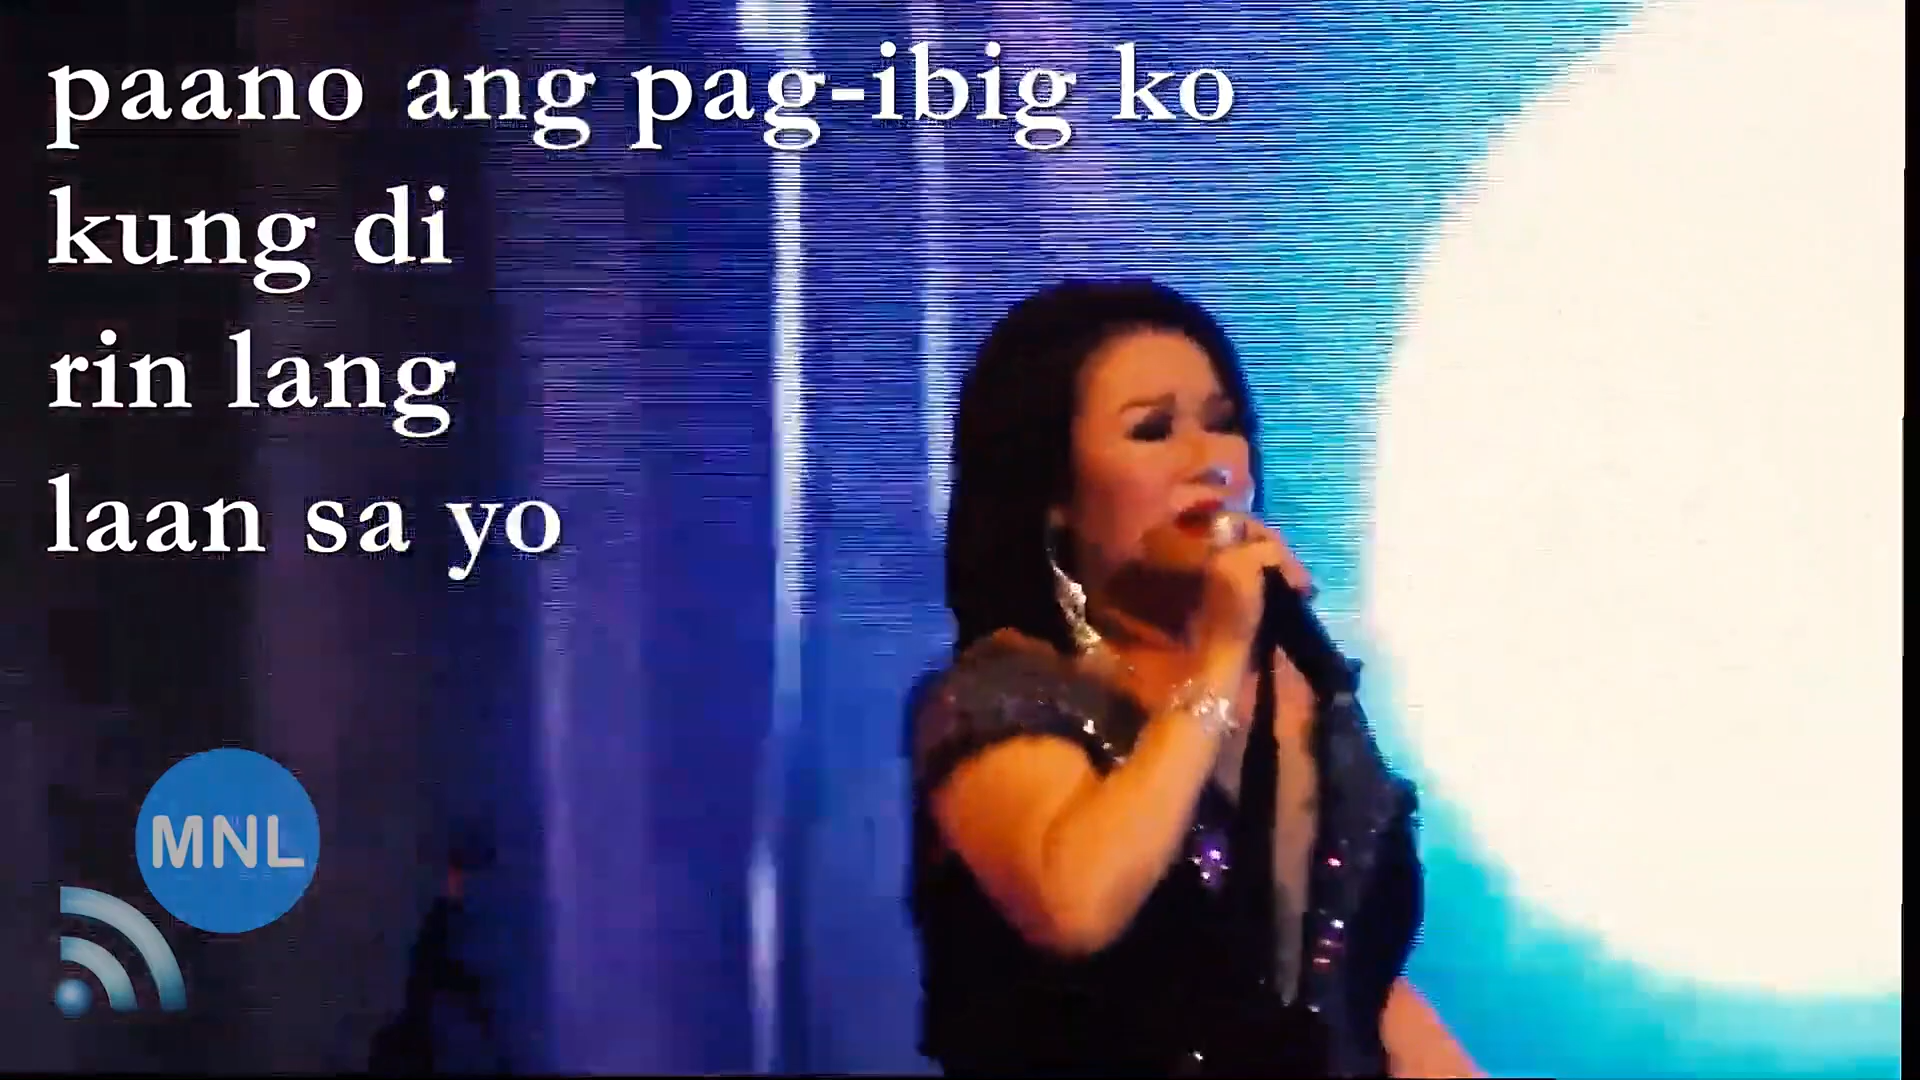 paano ang pag-ibig ko
kung di
rin lang
laan sa yo
MNL